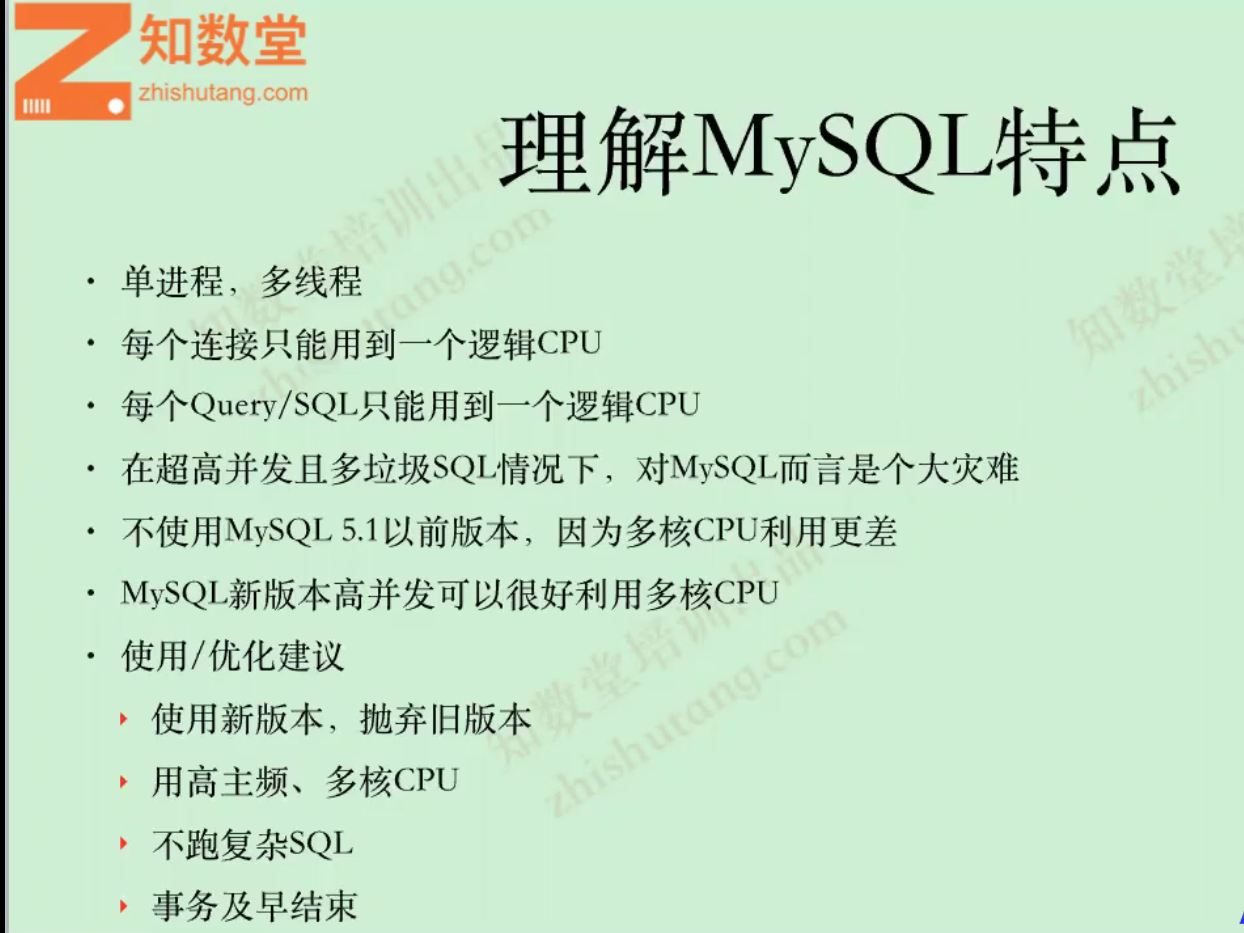 知数堂
zhishutang.com
理解MySQL特点
• 单进程，多线程
• 每个连接只能用到一个逻辑CPU
• 每个Query/SQL只能用到一个逻辑CPU
• 在超高并发且多垃圾SQL情况下，对MySQL而言是个大灾难
• 不使用MySQL 5.1以前版本，因为多核CPU利用更差
• MySQL新版本高并发可以很好利用多核CPU
• 使用/优化建议
‣ 使用新版本，抛弃旧版本
‣ 用高主频、多核CPU
‣ 不跑复杂SQL
‣ 事务及早结束
知数堂培训出品
zhishutang.com
知数堂培
zhishu
知数堂培训出品
zhishutang.com